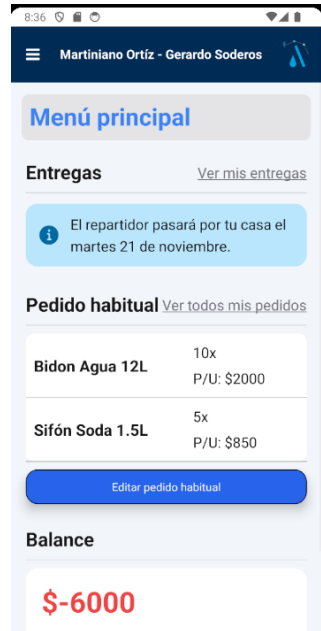 8:36
Martiniano Ortíz - Gerardo Soderos
Menú principal
Entregas
Ver mis entregas
El repartidor pasará por tu casa el
martes 21 de noviembre.
Pedido habitual
Ver todos mis pedidos
Bidon Agua 12L
10x
P/U: $2000
Sifón Soda 1.5L
5x
P/U: $850
Editar pedido habitual
Balance
$-6000